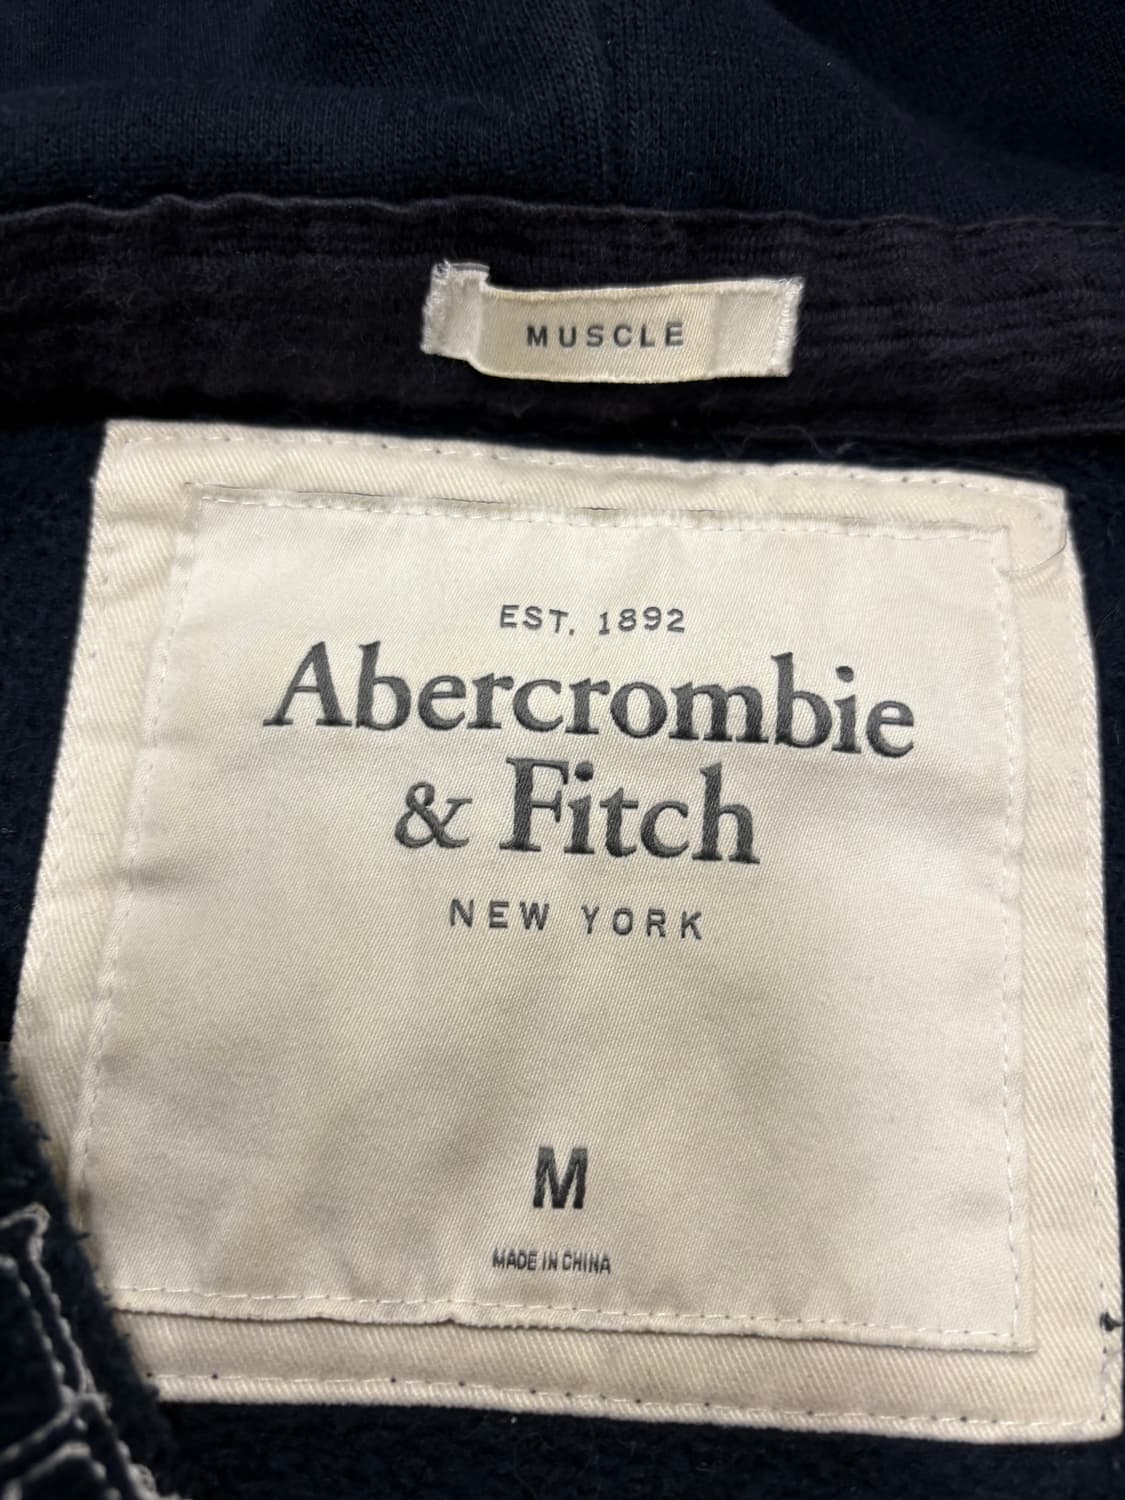 MUSCLE
EST. 1892
Abercrombie
& Fitch
NEW YORK
M
MADE IN CHINA